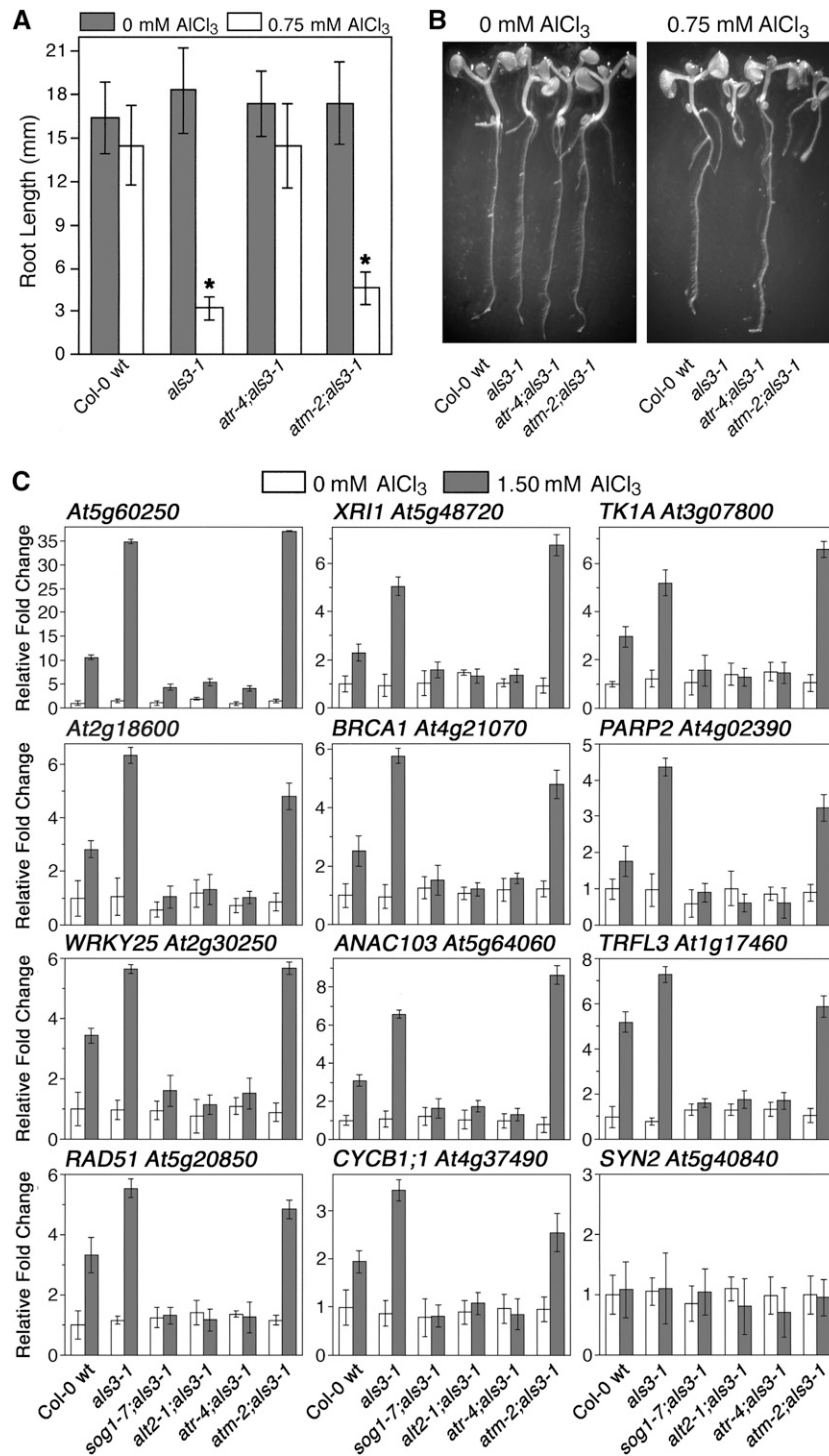 A
0 mM AlCl3 0.75 mM AlCl3
Root Length (mm)
21
18
15
12
9
6
3
0
*
*
Col-0 wt
als3-1
atr-4;als3-1
atm-2;als3-1
B
0 mM AlCl3 0.75 mM AlCl3
Col-0 wt
als3-1
atr-4;als3-1
atm-2;als3-1
Col-0 wt
als3-1
atr-4;als3-1
atm-2;als3-1
C
0 mM AlCl3 1.50 mM AlCl3
At5g60250
Relative Fold Change
35
30
25
20
15
10
5
0
XRI1 At5g48720
6
4
2
0
TK1A At3g07800
6
4
2
0
At2g18600
Relative Fold Change
6
4
2
0
BRCA1 At4g21070
6
4
2
0
PARP2 At4g02390
5
4
3
2
1
0
WRKY25 At2g30250
Relative Fold Change
6
4
2
0
ANAC103 At5g64060
8
6
4
2
0
TRFL3 At1g17460
8
6
4
2
0
RAD51 At5g20850
Relative Fold Change
6
4
2
0
CYCB1;1 At4g37490
3
2
1
0
SYN2 At5g40840
3
2
1
0
Col-0 wt
als3-1
sog1-7;als3-1
alt2-1;als3-1
atr-4;als3-1
atm-2;als3-1
Col-0 wt
als3-1
sog1-7;als3-1
alt2-1;als3-1
atr-4;als3-1
atm-2;als3-1
Col-0 wt
als3-1
sog1-7;als3-1
alt2-1;als3-1
atr-4;als3-1
atm-2;als3-1